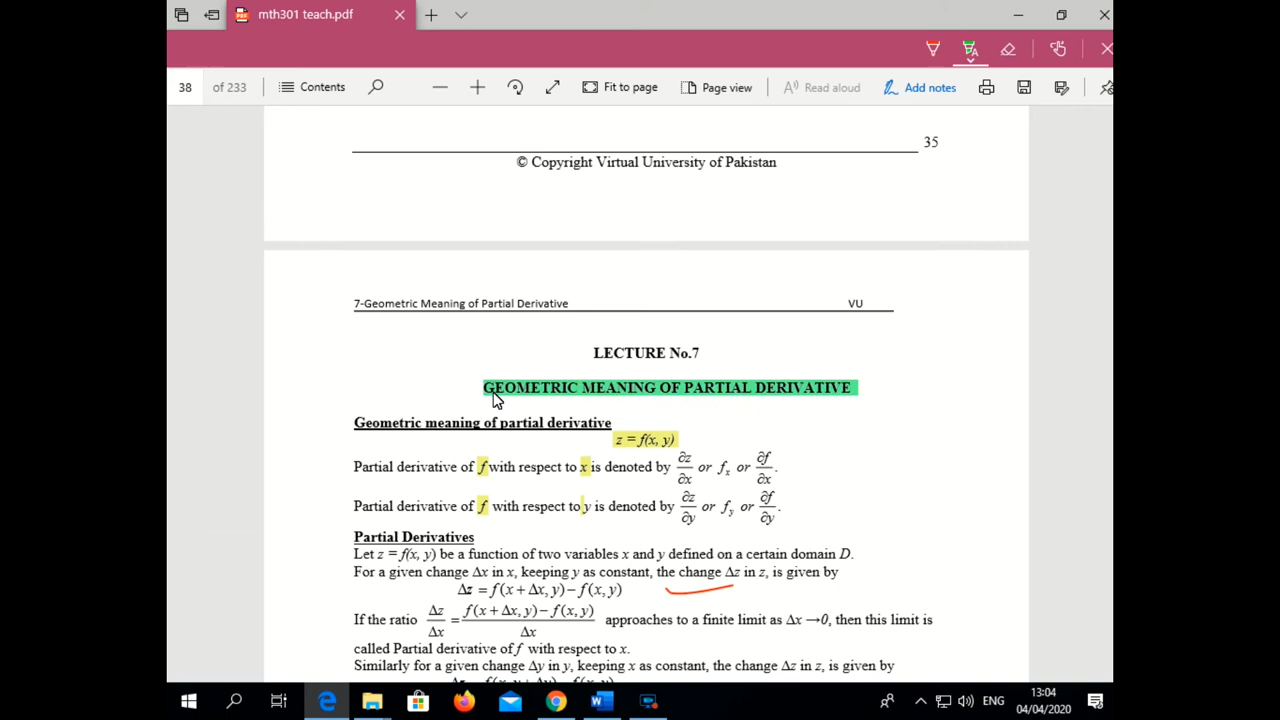 mth301 teach.pdf
38 of 233 Contents Fit to page Page view Read aloud Add notes
35
© Copyright Virtual University of Pakistan
7-Geometric Meaning of Partial Derivative VU
LECTURE No.7
GEOMETRIC MEANING OF PARTIAL DERIVATIVE
Geometric meaning of partial derivative
z = f(x, y)
Partial derivative of f with respect to x is denoted by ∂z/∂x or fₓ or ∂f/∂x.
Partial derivative of f with respect to y is denoted by ∂z/∂y or f_y or ∂f/∂y.
Partial Derivatives
Let z = f(x, y) be a function of two variables x and y defined on a certain domain D.
For a given change Δx in x, keeping y as constant, the change Δz in z, is given by
Δz = f(x + Δx, y) − f(x, y)
If the ratio Δz/Δx = f(x + Δx, y) − f(x, y)/Δx approaches to a finite limit as Δx →0, then this limit is
called Partial derivative of f with respect to x.
Similarly for a given change Δy in y, keeping x as constant, the change Δz in z, is given by
ENG
13:04
04/04/2020